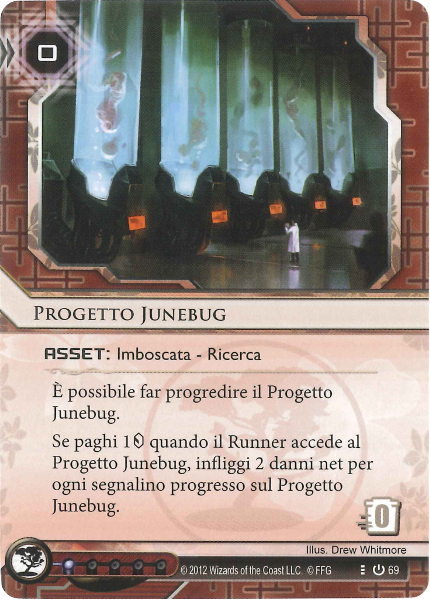 0
PROGETTO JUNEBUG
ASSET: Imboscata - Ricerca
È possibile far progredire il Progetto
Junebug.
Se paghi 1 quando il Runner accede al
Progetto Junebug, infliggi 2 danni net per
ogni segnalino progresso sul Progetto
Junebug.
0
Illus. Drew Whitmore
© 2012 Wizards of the Coast LLC © FFG
69